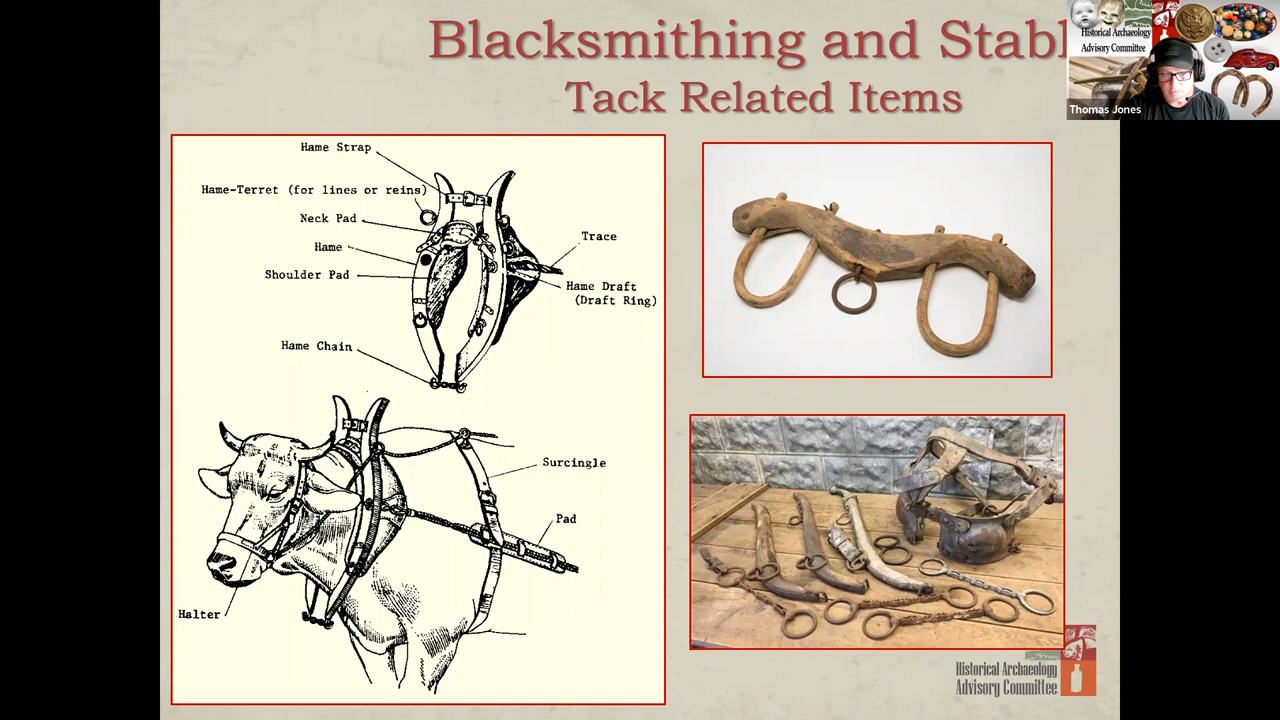 Blacksmithing and Stabl
Tack Related Items
Historical Archaeology
Advisory Committee
Thomas Jones
Hame Strap
Hame-Terret (for lines or reins)
Neck Pad
Hame
Shoulder Pad
Trace
Hame Draft
(Draft Ring)
Hame Chain
Surcingle
Pad
Halter
Historical Archaeology
Advisory Committee